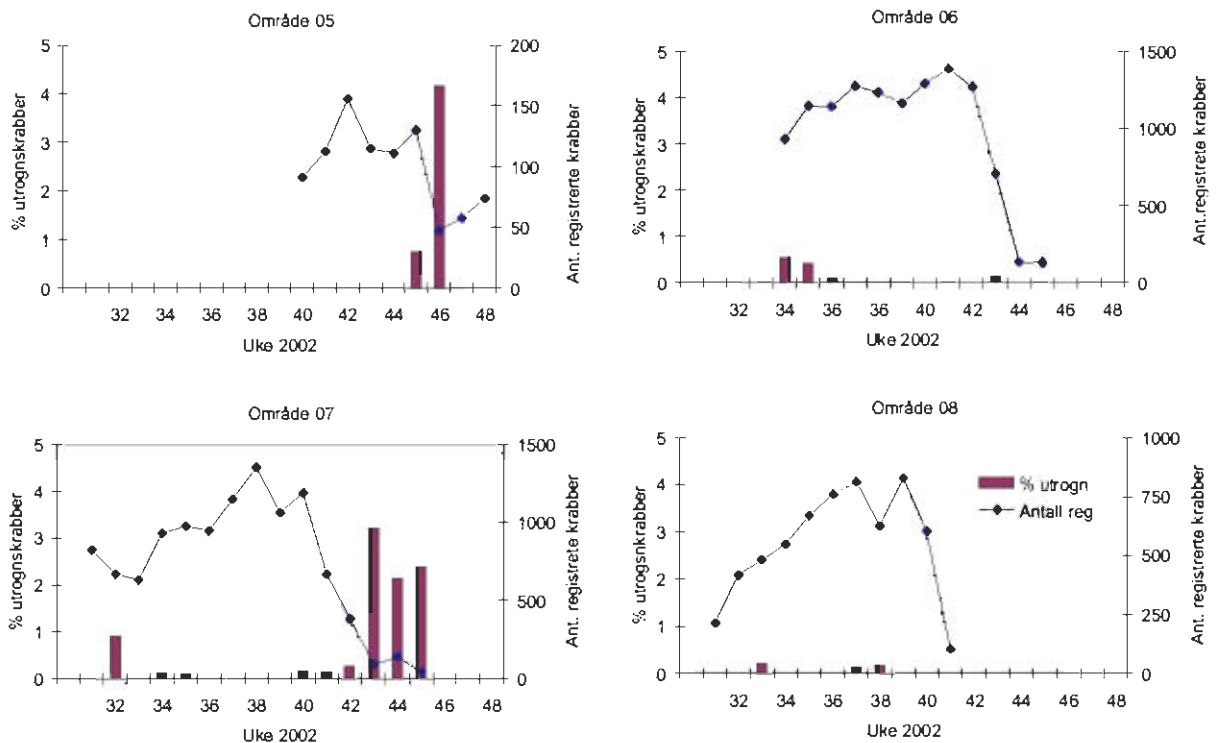 Område 05
5
4
3
2
1
0
% utrognskrabber
200
150
100
50
0
Ant. registrerte krabber
32 34 36 38 40 42 44 46 48
Uke 2002
Område 06
5
4
3
2
1
0
% utrognskrabber
1500
1000
500
0
Ant.registrete krabber
32 34 36 38 40 42 44 46 48
Uke 2002
Område 07
5
4
3
2
1
0
% utrognskrabber
1500
1000
500
0
Ant. registrete krabber
32 34 36 38 40 42 44 46 48
Uke 2002
Område 08
5
4
3
2
1
0
% utrogsnskrabber
1000
750
500
250
0
Ant. registrete krabber
% utrogn
Antall reg
32 34 36 38 40 42 44 46 48
Uke 2002